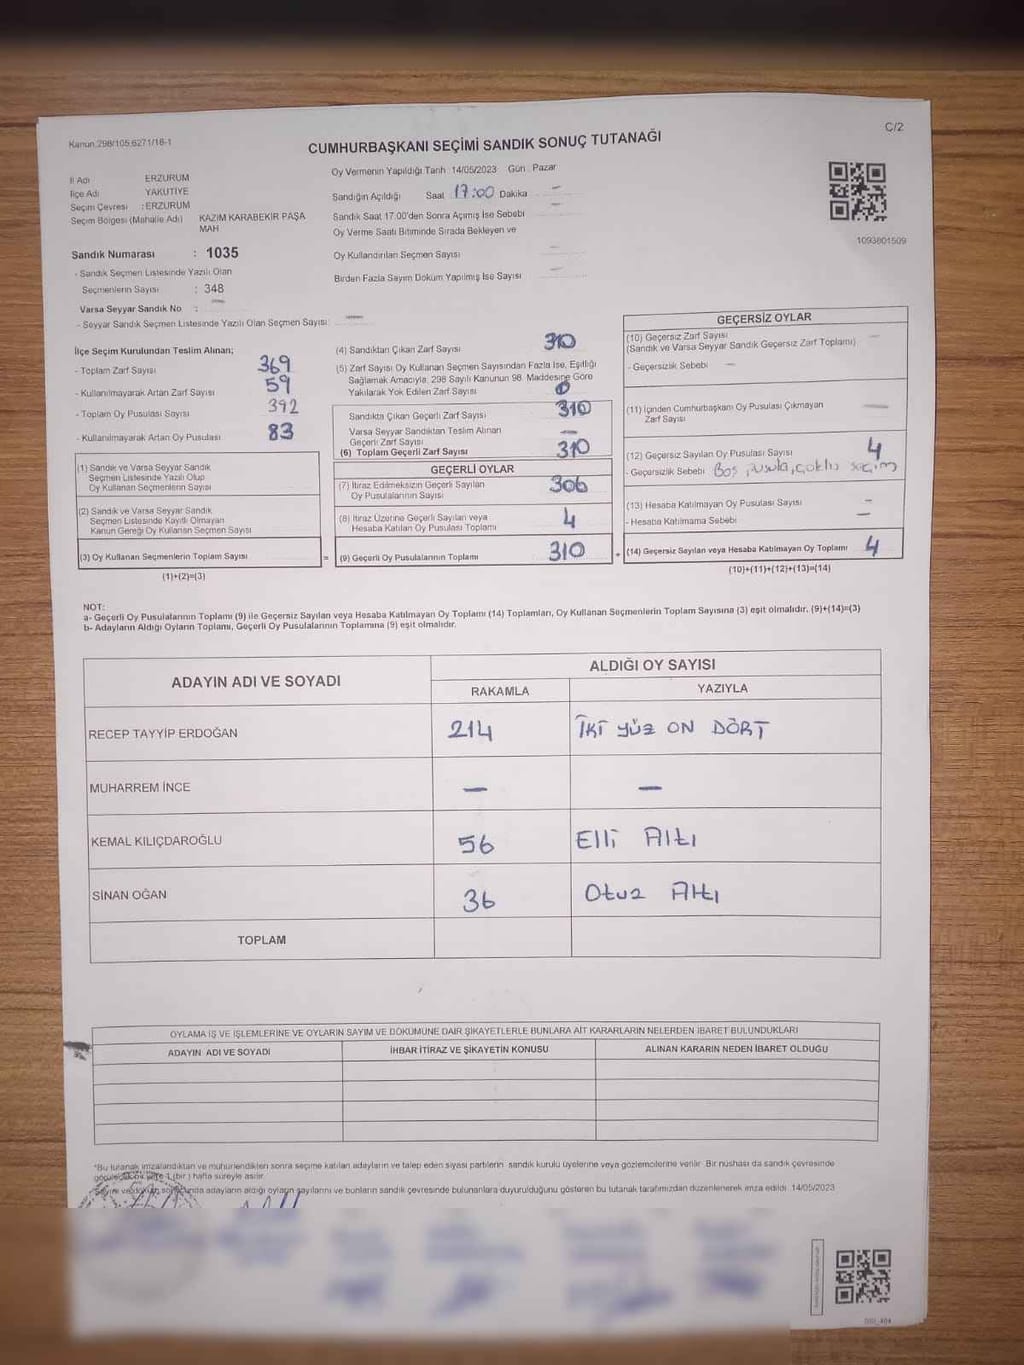 C/2
Kanun.298/105.6271/18-1
CUMHURBAŞKANI SEÇİMİ SANDIK SONUÇ TUTANAĞI
İl Adı ERZURUM
İlçe Adı YAKUTİYE
Seçim Çevresi : ERZURUM
Seçim Bölgesi (Mahalle Adı) KAZIM KARABEKİR PAŞA
MAH
Sandık Numarası : 1035
- Sandık Seçmen Listesinde Yazılı Olan
Seçmenlerin Sayısı : 348
Varsa Seyyar Sandık No : —
- Seyyar Sandık Seçmen Listesinde Yazılı Olan Seçmen Sayısı: —
Oy Vermenin Yapıldığı Tarih : 14/05/2023 Gün : Pazar
Sandığın Açıldığı Saat 17:00 Dakika —
Sandık Saat 17.00'den Sonra Açımış İse Sebebi —
Oy Verme Saati Bitiminde Sırada Bekleyen ve
Oy Kullandırılan Seçmen Sayısı —
Birden Fazla Sayım Döküm Yapılmış İse Sayısı —
1093801509
İlçe Seçim Kurulundan Teslim Alınan;
- Toplam Zarf Sayısı 369
- Kullanılmayarak Artan Zarf Sayısı 59
- Toplam Oy Pusulası Sayısı 392
- Kullanılmayarak Artan Oy Pusulası 83
(1) Sandık ve Varsa Seyyar Sandık
Seçmen Listesinde Yazılı Olup
Oy Kullanan Seçmenlerin Sayısı
(2) Sandık ve Varsa Seyyar Sandık
Seçmen Listesinde Kayıtlı Olmayan
Kanun Gereği Oy Kullanan Seçmen Sayısı
(3) Oy Kullanan Seçmenlerin Toplam Sayısı =
(1)+(2)=(3)
(4) Sandıktan Çıkan Zarf Sayısı 310
(5) Zarf Sayısı Oy Kullanan Seçmen Sayısından Fazla İse, Eşitliği
Sağlamak Amacıyla, 298 Sayılı Kanunun 98. Maddesine Göre
Yakılarak Yok Edilen Zarf Sayısı 0
Sandıkta Çıkan Geçerli Zarf Sayısı 310
Varsa Seyyar Sandıktan Teslim Alınan
Geçerli Zarf Sayısı —
(6) Toplam Geçerli Zarf Sayısı 310
GEÇERLİ OYLAR
(7) İtiraz Edilmeksizin Geçerli Sayılan
Oy Pusulalarının Sayısı 306
(8) İtiraz Üzerine Geçerli Sayılan veya
Hesaba Katılan Oy Pusulası Toplamı 4
(9) Geçerli Oy Pusulalarının Toplamı 310 +
GEÇERSİZ OYLAR
(10) Geçersiz Zarf Sayısı
(Sandık ve Varsa Seyyar Sandık Geçersiz Zarf Toplamı) —
- Geçersizlik Sebebi —
(11) İçinden Cumhurbaşkanı Oy Pusulası Çıkmayan
Zarf Sayısı —
(12) Geçersiz Sayılan Oy Pusulası Sayısı 4
- Geçersizlik Sebebi Boş pusula, çoklu seçim
(13) Hesaba Katılmayan Oy Pusulası Sayısı —
- Hesaba Katılmama Sebebi —
(14) Geçersiz Sayılan veya Hesaba Katılmayan Oy Toplamı 4
(10)+(11)+(12)+(13)=(14)
NOT:
a- Geçerli Oy Pusulalarının Toplamı (9) ile Geçersiz Sayılan veya Hesaba Katılmayan Oy Toplamı (14) Toplamları, Oy Kullanan Seçmenlerin Toplam Sayısına (3) eşit olmalıdır. (9)+(14)=(3)
b- Adayların Aldığı Oyların Toplamı, Geçerli Oy Pusulalarının Toplamına (9) eşit olmalıdır.
ADAYIN ADI VE SOYADI ALDIĞI OY SAYISI
RAKAMLA YAZIYLA
RECEP TAYYİP ERDOĞAN 214 İKİ yüz ON DÖRT
MUHARREM İNCE — —
KEMAL KILIÇDAROĞLU 56 Elli Altı
SİNAN OĞAN 36 Otuz Altı
TOPLAM
OYLAMA İŞ VE İŞLEMLERİNE VE OYLARIN SAYIM VE DÖKÜMÜNE DAİR ŞİKAYETLERLE BUNLARA AİT KARARLARIN NELERDEN İBARET BULUNDUKLARI
ADAYIN ADI VE SOYADI İHBAR İTİRAZ VE ŞİKAYETİN KONUSU ALINAN KARARIN NEDEN İBARET OLDUĞU
*Bu tutanak imzalandıktan ve mühürlendikten sonra seçime katılan adayların ve talep eden siyasi partilerin sandık kurulu üyelerine veya gözlemcilerine verilir. Bir nüshası da sandık çevresinde
(bir) hafta süreyle asılır.
adayların aldığı oyların sayılarını ve bunların sandık çevresinde bulunanlara duyurulduğunu gösteren bu tutanak tarafımızdan düzenlenerek imza edildi. 14/05/2023